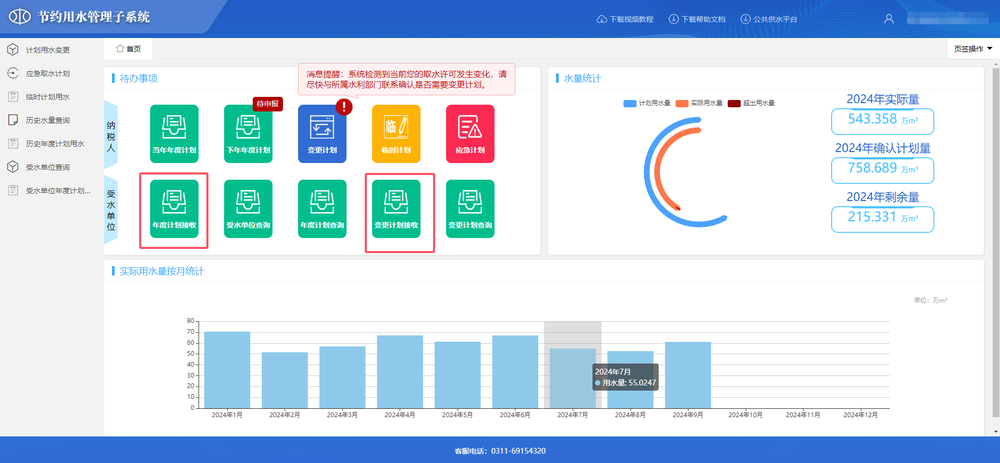 节约用水管理子系统
下载视频教程
下载帮助文档
公共供水平台
计划用水变更
应急取水计划
临时计划用水
历史水量查询
历史年度计划用水
受水单位查询
受水单位年度计划...
首页
页签操作
待办事项
消息提醒：系统检测到当前您的取水许可发生变化，请
尽快与所属水利部门联系确认是否需要变更计划。
纳税人
当年年度计划
待申报
下年年度计划
变更计划
临
临时计划
应急计划
受水单位
年度计划接收
受水单位查询
年度计划查询
变更计划接收
变更计划查询
水量统计
计划用水量
实际用水量
超出用水量
2024年实际量
543.358 万m³
2024年确认计划量
758.689 万m³
2024年剩余量
215.331 万m³
实际用水量按月统计
单位：万m³
80
70
60
50
40
30
20
10
0
2024年7月
用水量: 55.0247
2024年1月
2024年2月
2024年3月
2024年4月
2024年5月
2024年6月
2024年7月
2024年8月
2024年9月
2024年10月
2024年11月
2024年12月
客服电话：0311-69154320